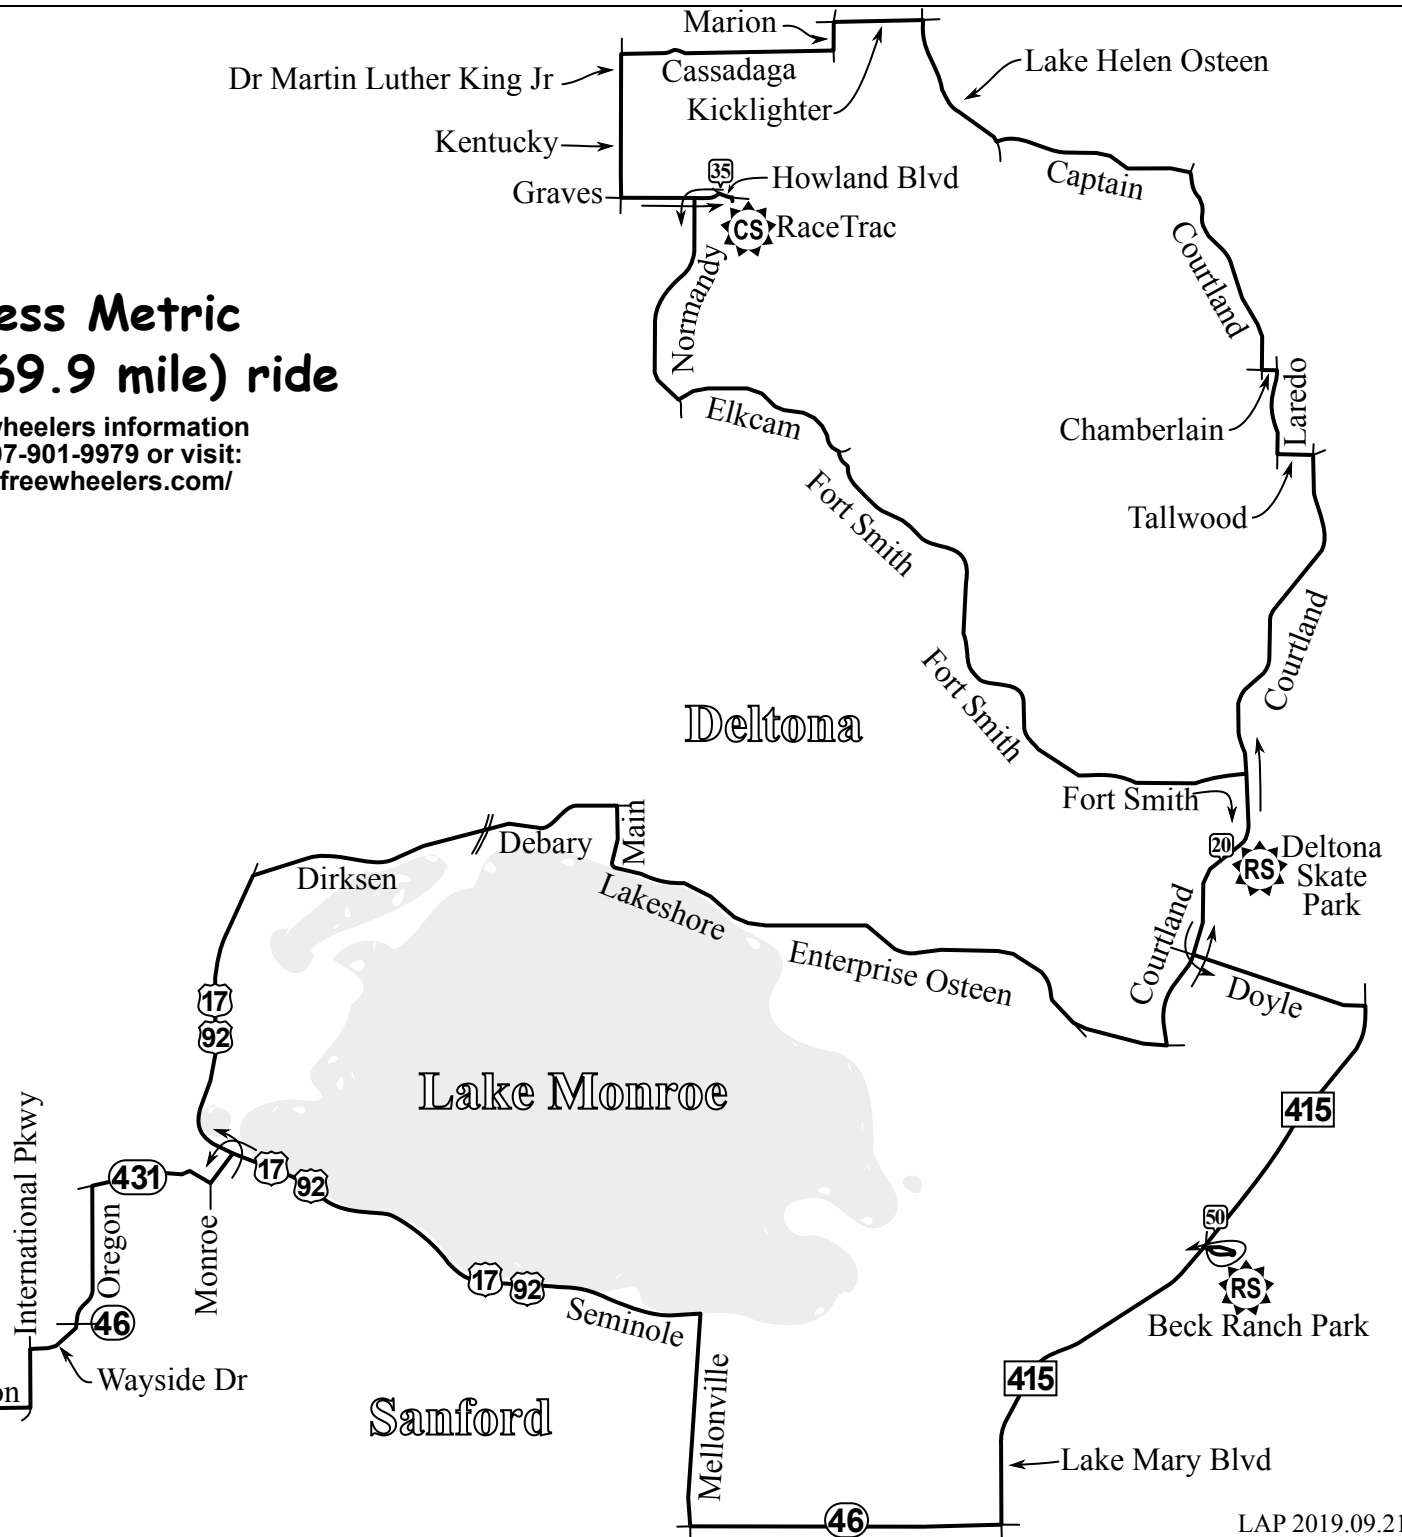 Marion
Dr Martin Luther King Jr
Cassadaga
Lake Helen Osteen
Kicklighter
Kentucky
35
Howland Blvd
Captain
Graves
CS
RaceTrac
Courtland
Normandy
ess Metric
69.9 mile) ride
wheelers information
07-901-9979 or visit:
freewheelers.com/
Elkcam
Laredo
Chamberlain
Fort Smith
Tallwood
Courtland
Fort Smith
Deltona
Fort Smith
Main
Debary
20
RS
Deltona
Skate
Park
Dirksen
Lakeshore
Courtland
Enterprise Osteen
Doyle
17
92
Lake Monroe
415
International Pkwy
431
17
92
Oregon
Monroe
50
RS
17
92
Seminole
46
Beck Ranch Park
Wayside Dr
on
415
Sanford
Mellonville
Lake Mary Blvd
46
LAP 2019.09.21